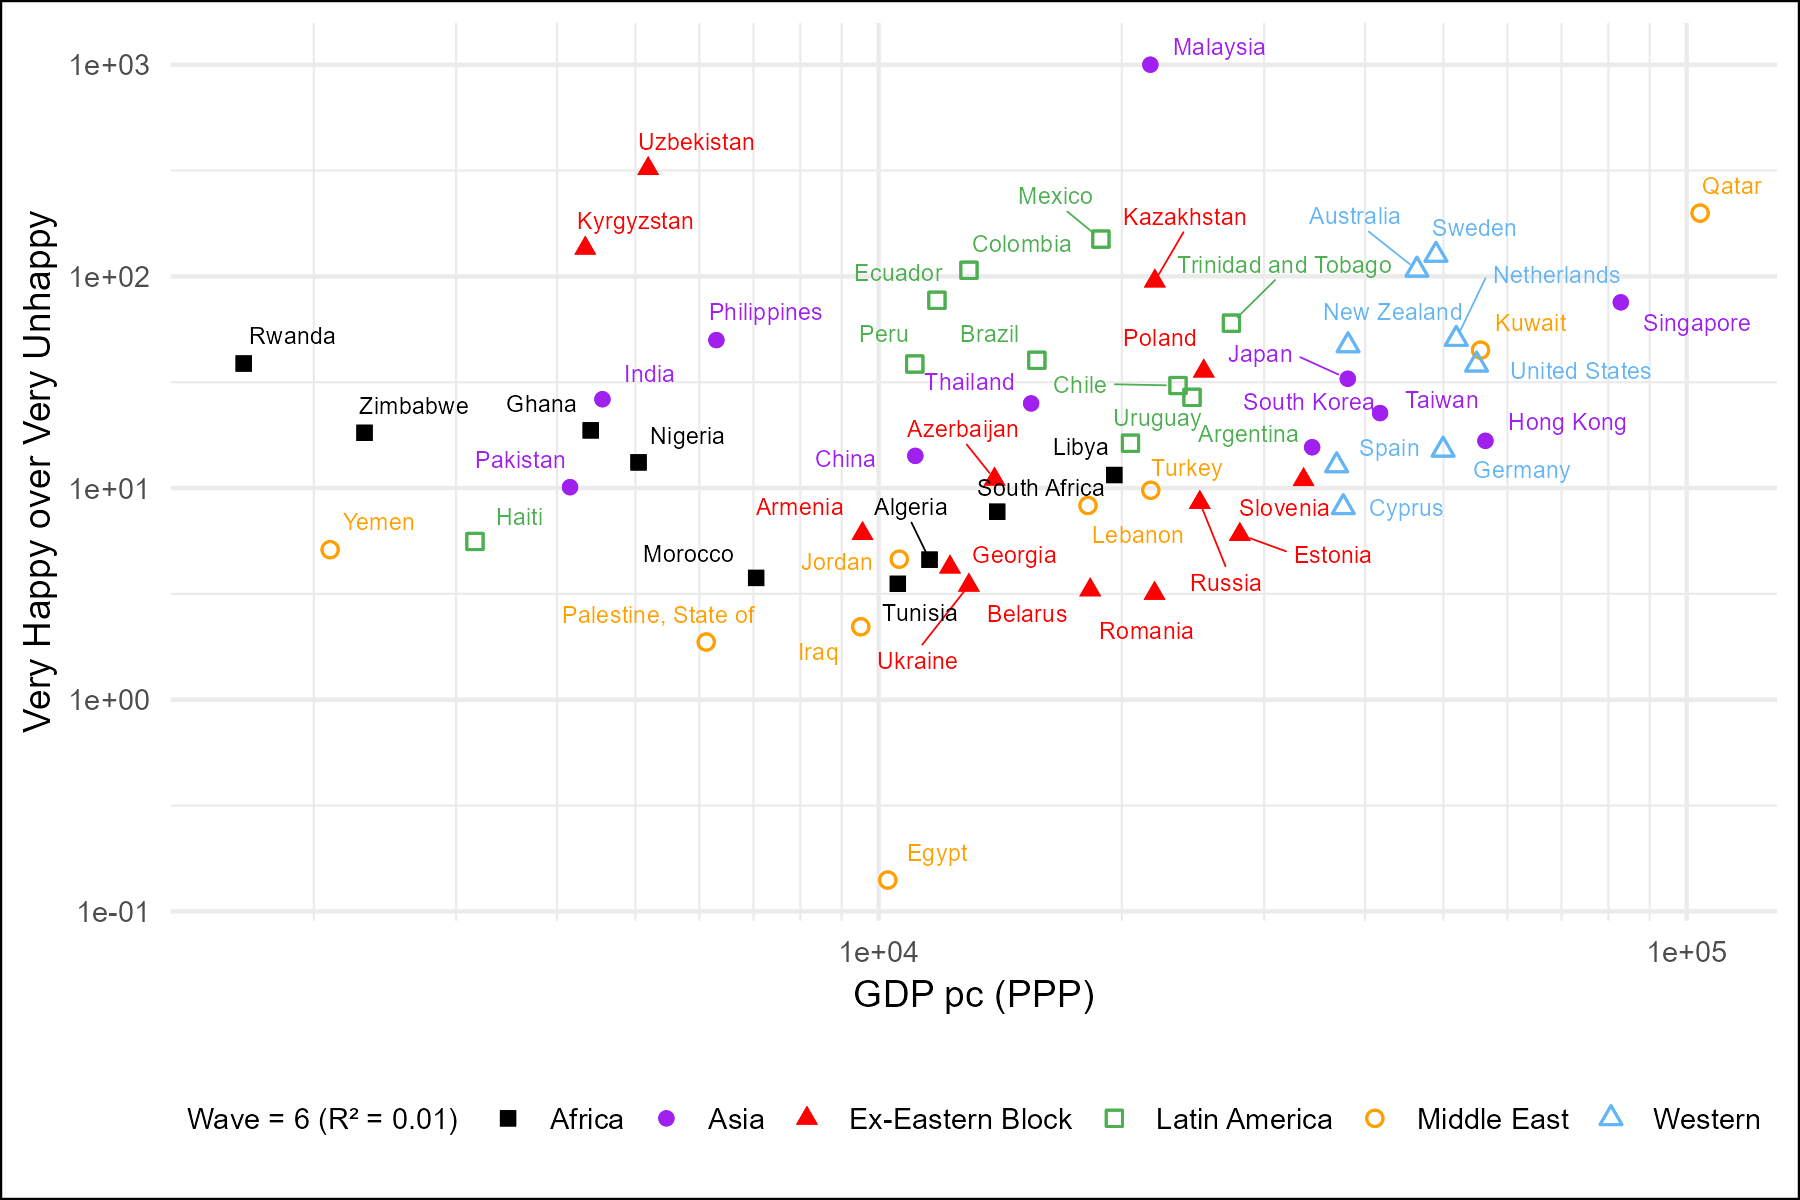 Malaysia
1e+03
Uzbekistan
Qatar
Mexico
Kyrgyzstan
Kazakhstan
Australia
Sweden
Colombia
Ecuador
Trinidad and Tobago
Netherlands
1e+02
Philippines
New Zealand
Kuwait
Singapore
Rwanda
Peru
Brazil
Poland
Japan
India
Thailand
Chile
United States
Zimbabwe
Ghana
South Korea
Taiwan
Uruguay
Hong Kong
Nigeria
Azerbaijan
Argentina
Libya
Spain
Pakistan
China
Turkey
Germany
1e+01
South Africa
Armenia
Algeria
Slovenia
Cyprus
Yemen
Haiti
Lebanon
Morocco
Jordan
Georgia
Estonia
Russia
Palestine, State of
Tunisia
Belarus
Romania
Iraq
Ukraine
1e+00
Egypt
1e-01
Very Happy over Very Unhappy
1e+04
1e+05
GDP pc (PPP)
Wave = 6 (R² = 0.01) Africa Asia Ex-Eastern Block Latin America Middle East Western